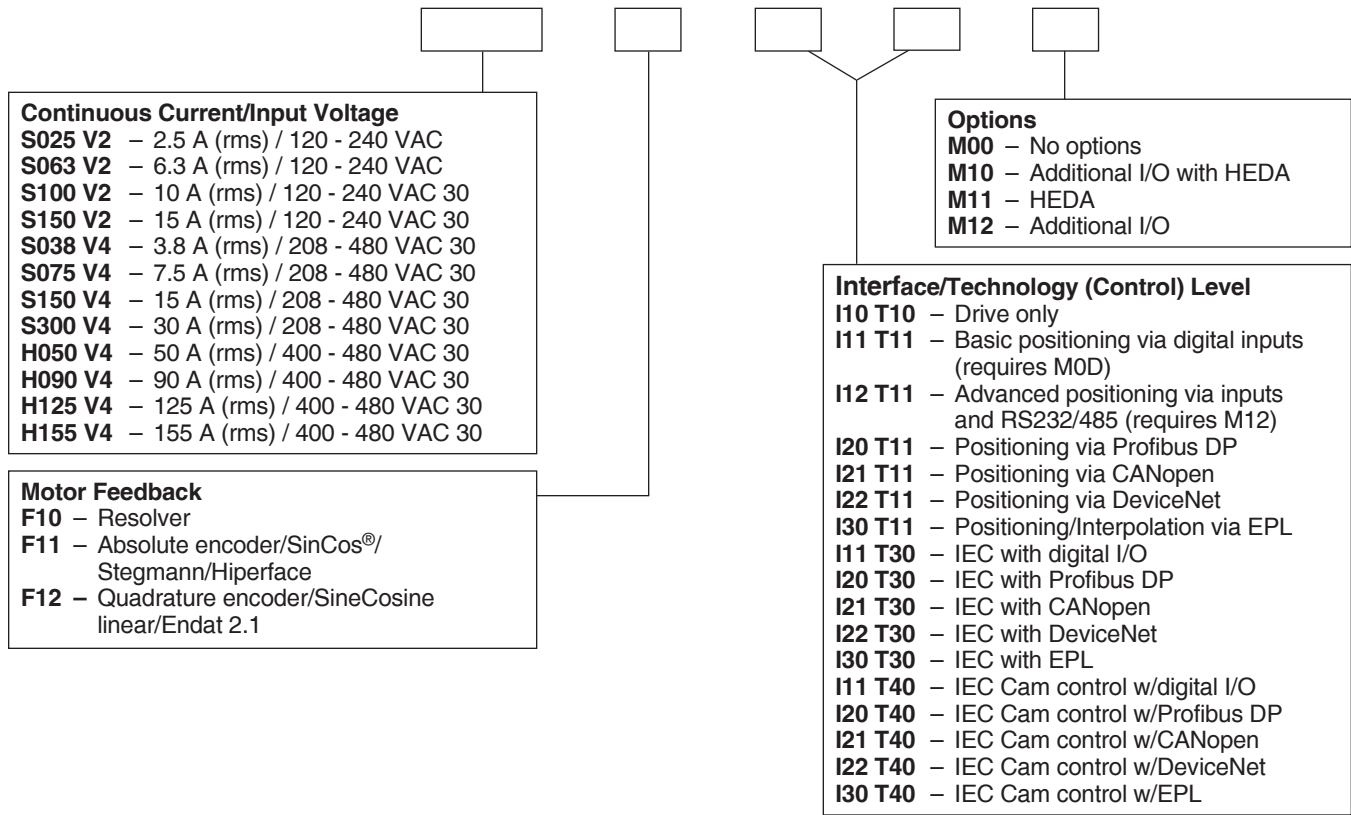 Continuous Current/Input Voltage
S025 V2 – 2.5 A (rms) / 120 - 240 VAC
S063 V2 – 6.3 A (rms) / 120 - 240 VAC
S100 V2 – 10 A (rms) / 120 - 240 VAC 30
S150 V2 – 15 A (rms) / 120 - 240 VAC 30
S038 V4 – 3.8 A (rms) / 208 - 480 VAC 30
S075 V4 – 7.5 A (rms) / 208 - 480 VAC 30
S150 V4 – 15 A (rms) / 208 - 480 VAC 30
S300 V4 – 30 A (rms) / 208 - 480 VAC 30
H050 V4 – 50 A (rms) / 400 - 480 VAC 30
H090 V4 – 90 A (rms) / 400 - 480 VAC 30
H125 V4 – 125 A (rms) / 400 - 480 VAC 30
H155 V4 – 155 A (rms) / 400 - 480 VAC 30
Motor Feedback
F10 – Resolver
F11 – Absolute encoder/SinCos®/
Stegmann/Hiperface
F12 – Quadrature encoder/SineCosine
linear/Endat 2.1
Options
M00 – No options
M10 – Additional I/O with HEDA
M11 – HEDA
M12 – Additional I/O
Interface/Technology (Control) Level
I10 T10 – Drive only
I11 T11 – Basic positioning via digital inputs
(requires M0D)
I12 T11 – Advanced positioning via inputs
and RS232/485 (requires M12)
I20 T11 – Positioning via Profibus DP
I21 T11 – Positioning via CANopen
I22 T11 – Positioning via DeviceNet
I30 T11 – Positioning/Interpolation via EPL
I11 T30 – IEC with digital I/O
I20 T30 – IEC with Profibus DP
I21 T30 – IEC with CANopen
I22 T30 – IEC with DeviceNet
I30 T30 – IEC with EPL
I11 T40 – IEC Cam control w/digital I/O
I20 T40 – IEC Cam control w/Profibus DP
I21 T40 – IEC Cam control w/CANopen
I22 T40 – IEC Cam control w/DeviceNet
I30 T40 – IEC Cam control w/EPL